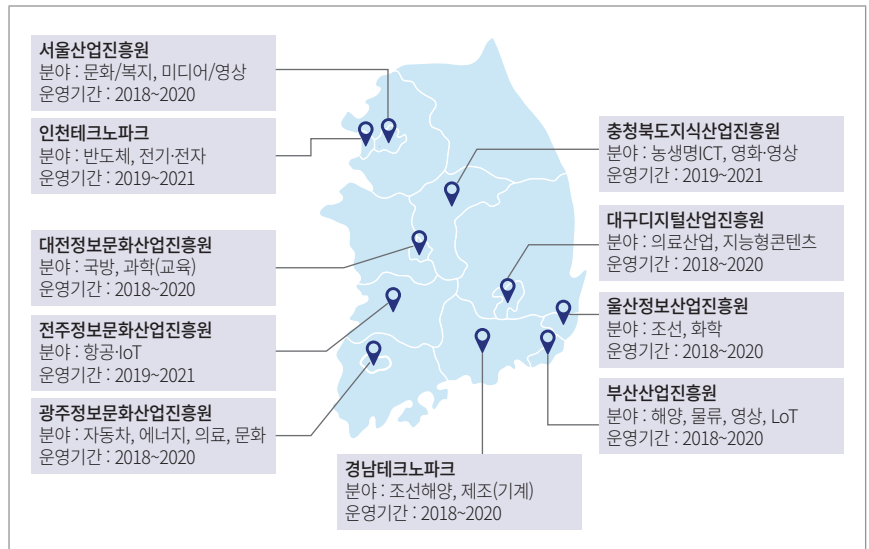 서울산업진흥원
분야 : 문화/복지, 미디어/영상
운영기간 : 2018~2020
인천테크노파크
분야 : 반도체, 전기·전자
운영기간 : 2019~2021
대전정보문화산업진흥원
분야 : 국방, 과학(교육)
운영기간 : 2018~2020
전주정보문화산업진흥원
분야 : 항공·IoT
운영기간 : 2019~2021
광주정보문화산업진흥원
분야 : 자동차, 에너지, 의료, 문화
운영기간 : 2018~2020
경남테크노파크
분야 : 조선해양, 제조(기계)
운영기간 : 2018~2020
충청북도지식산업진흥원
분야 : 농생명ICT, 영화·영상
운영기간 : 2019~2021
대구디지털산업진흥원
분야 : 의료산업, 지능형콘텐츠
운영기간 : 2018~2020
울산정보산업진흥원
분야 : 조선, 화학
운영기간 : 2018~2020
부산산업진흥원
분야 : 해양, 물류, 영상, LoT
운영기간 : 2018~2020